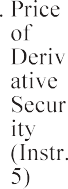 . Price
of
Deriv
ative
Secur
ity
(Instr.
5)